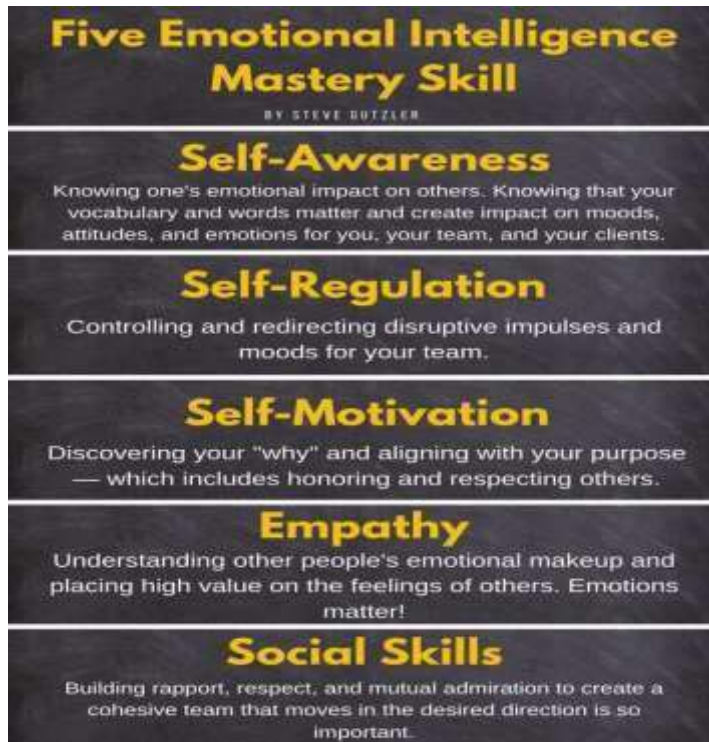 Five Emotional Intelligence
Mastery Skill
BY STEVE GUTZLER
Self-Awareness
Knowing one's emotional impact on others. Knowing that your
vocabulary and words matter and create impact on moods,
attitudes, and emotions for you, your team, and your clients.
Self-Regulation
Controlling and redirecting disruptive impulses and
moods for your team.
Self-Motivation
Discovering your "why" and aligning with your purpose
— which includes honoring and respecting others.
Empathy
Understanding other people's emotional makeup and
placing high value on the feelings of others. Emotions
matter!
Social Skills
Building rapport, respect, and mutual admiration to create a
cohesive team that moves in the desired direction is so
important.